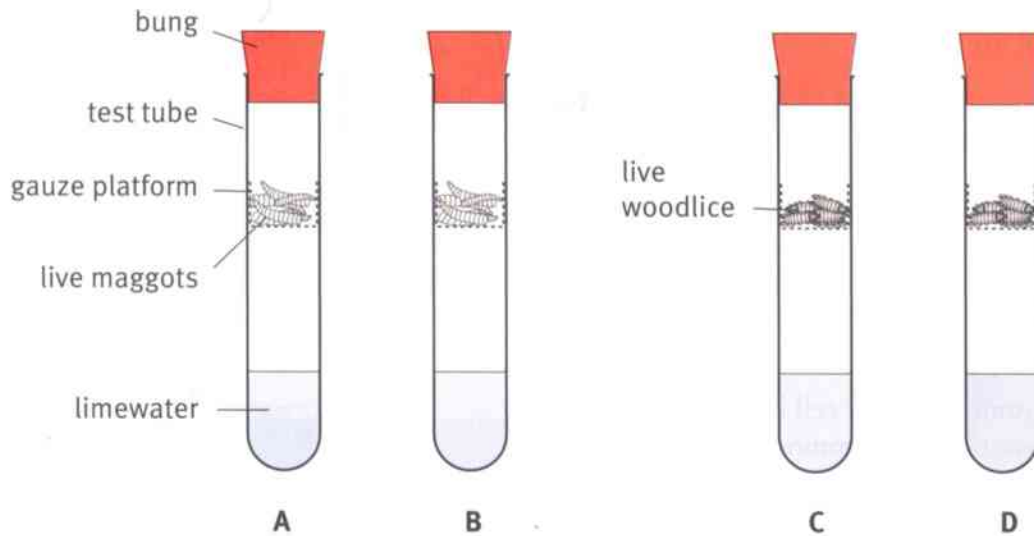 bung
test tube
gauze platform
live maggots
limewater
live
woodlice
A
B
C
D